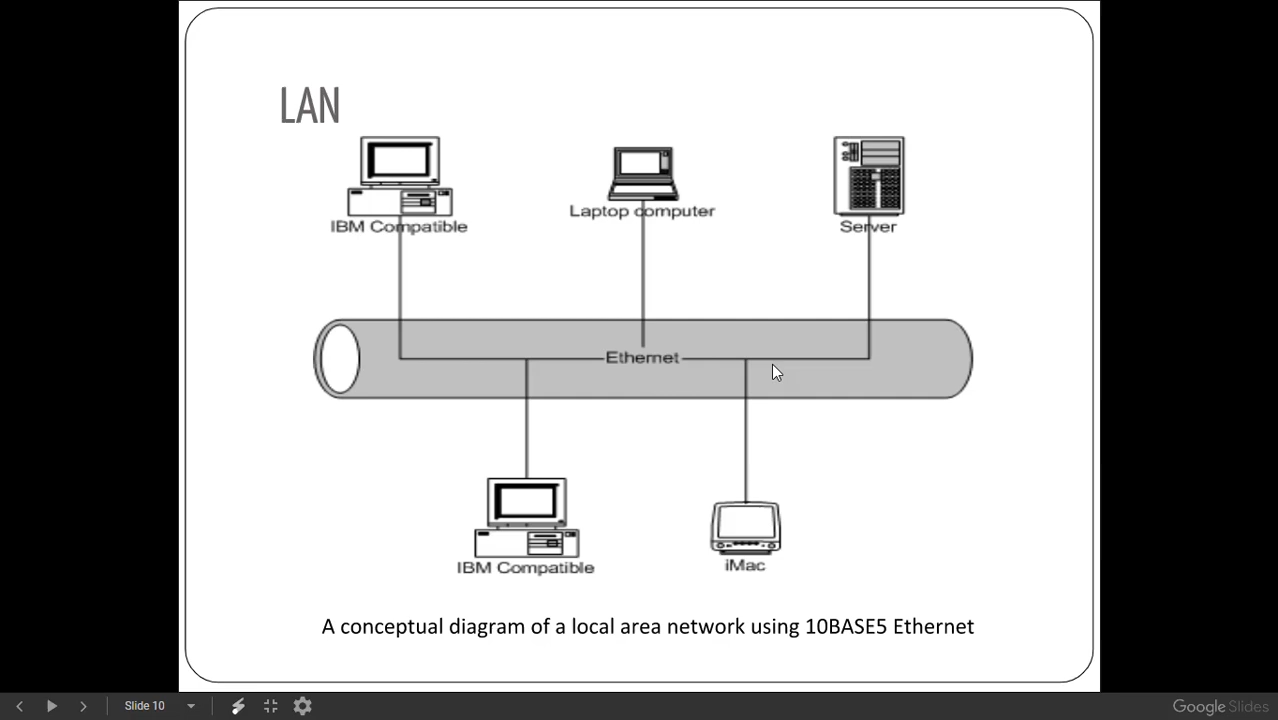 LAN
IBM Compatible
Laptop computer
Server
Ethernet
IBM Compatible
iMac
A conceptual diagram of a local area network using 10BASE5 Ethernet
Slide 10
Google Slides